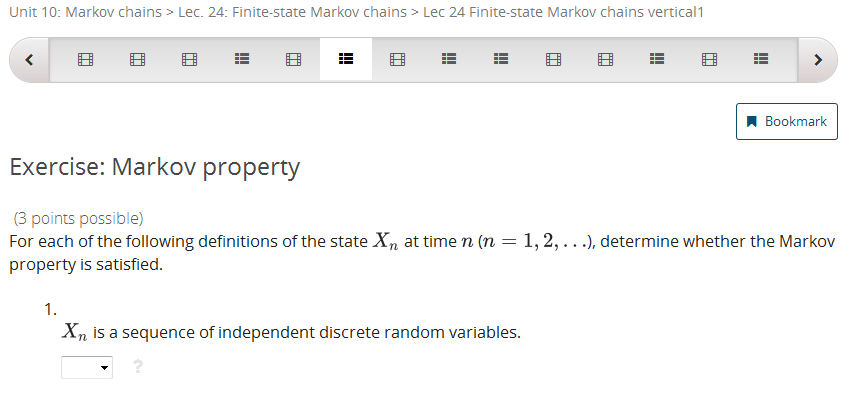 Unit 10: Markov chains > Lec. 24: Finite-state Markov chains > Lec 24 Finite-state Markov chains vertical1
Bookmark
Exercise: Markov property
(3 points possible)
For each of the following definitions of the state Xₙ at time n (n = 1, 2, . . .), determine whether the Markov
property is satisfied.
1.
Xₙ is a sequence of independent discrete random variables.
?